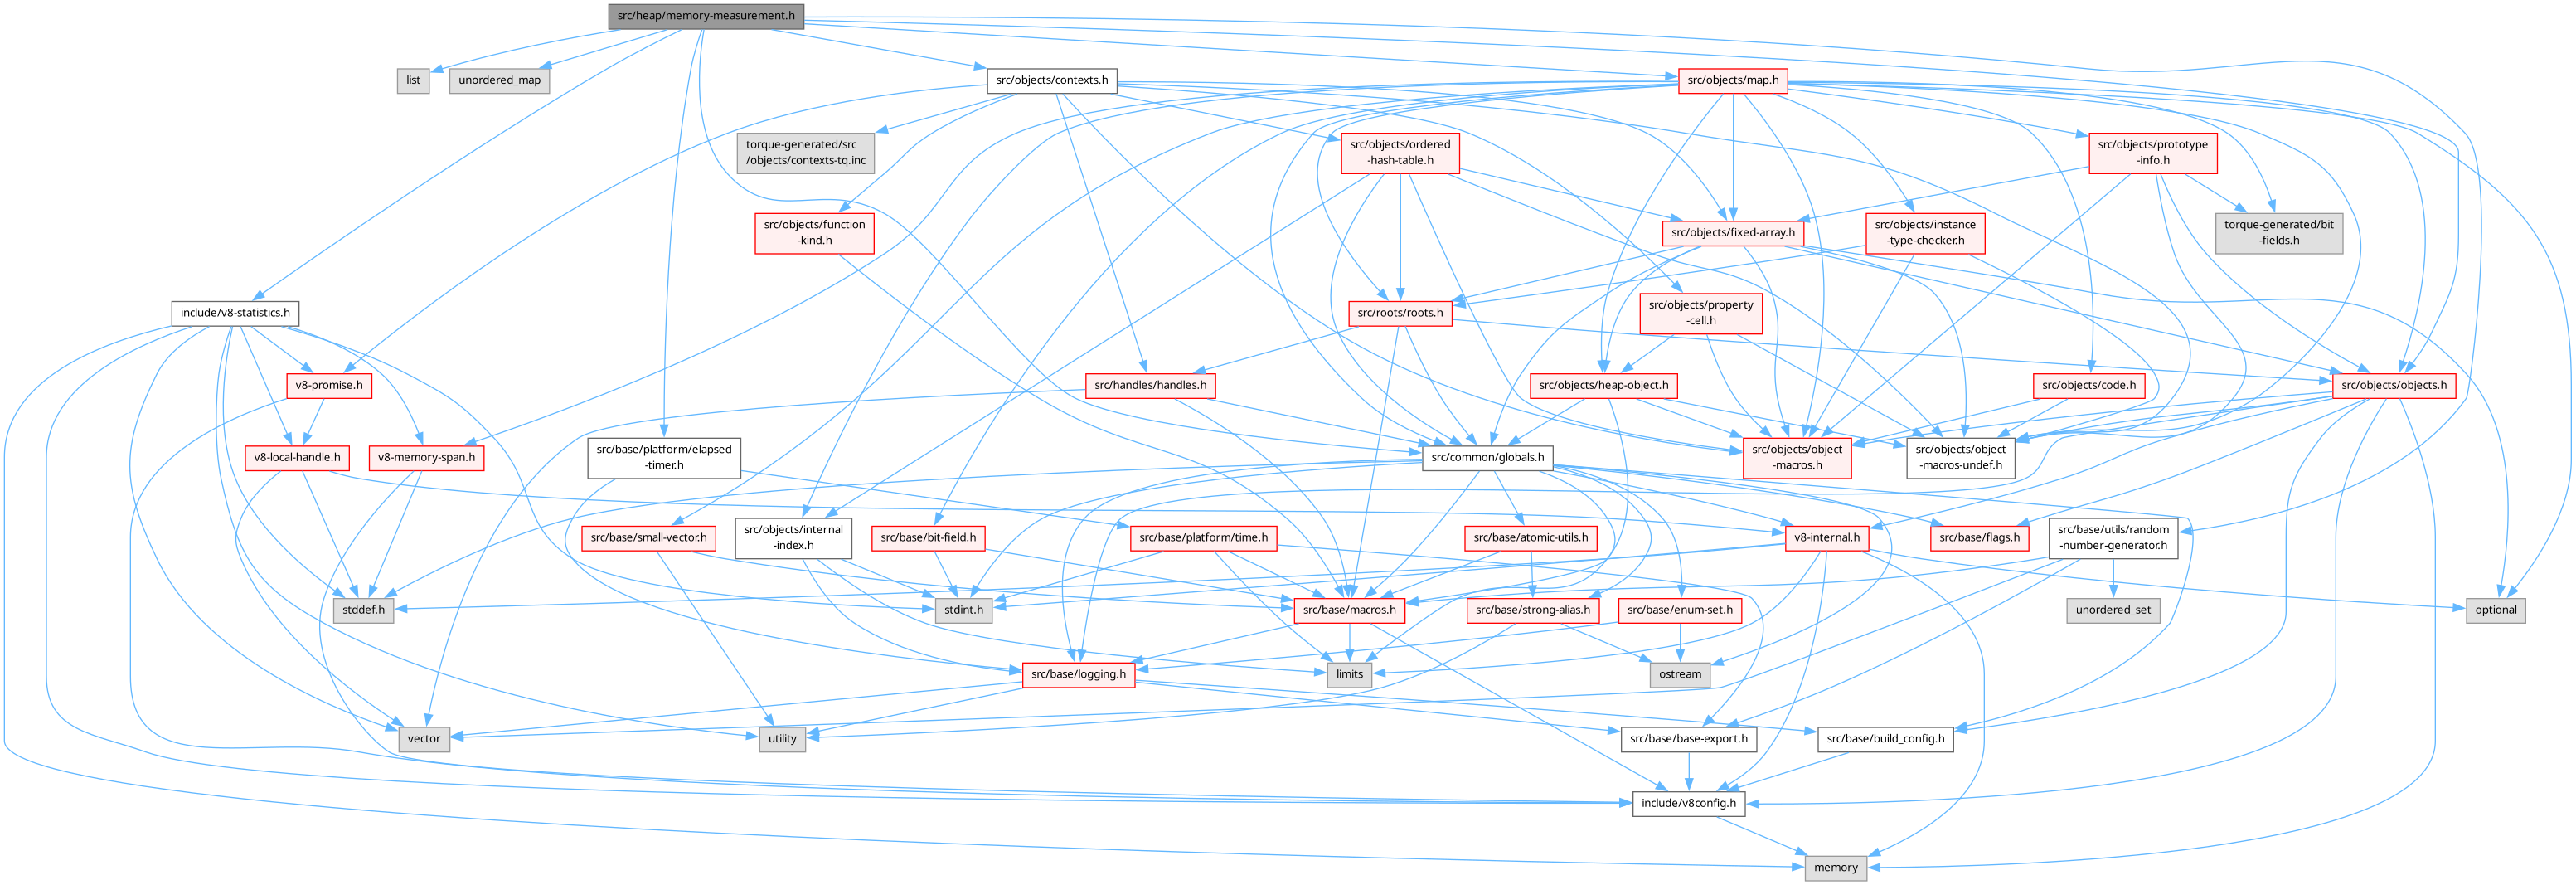 src/heap/memory-measurement.h
list
unordered_map
src/objects/contexts.h
src/objects/map.h
torque-generated/src
/objects/contexts-tq.inc
src/objects/ordered
-hash-table.h
src/objects/prototype
-info.h
src/objects/function
-kind.h
src/objects/fixed-array.h
src/objects/instance
-type-checker.h
torque-generated/bit
-fields.h
include/v8-statistics.h
src/roots/roots.h
src/objects/property
-cell.h
v8-promise.h
src/handles/handles.h
src/objects/heap-object.h
src/objects/code.h
src/objects/objects.h
v8-local-handle.h
v8-memory-span.h
src/base/platform/elapsed
-timer.h
src/common/globals.h
src/objects/object
-macros.h
src/objects/object
-macros-undef.h
src/base/small-vector.h
src/objects/internal
-index.h
src/base/bit-field.h
src/base/platform/time.h
src/base/atomic-utils.h
v8-internal.h
src/base/flags.h
src/base/utils/random
-number-generator.h
stddef.h
stdint.h
src/base/macros.h
src/base/strong-alias.h
src/base/enum-set.h
unordered_set
optional
src/base/logging.h
limits
ostream
vector
utility
src/base/base-export.h
src/base/build_config.h
include/v8config.h
memory